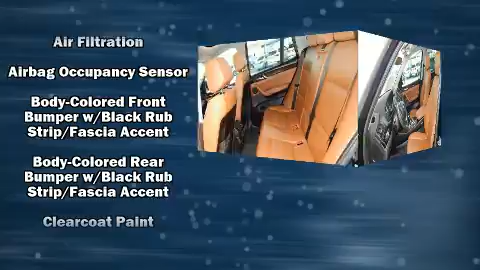 Air Filtration
Airbag Occupancy Sensor
Body-Colored Front
Bumper w/Black Rub
Strip/Fascia Accent
Body-Colored Rear
Bumper w/Black Rub
Strip/Fascia Accent
Clearcoat Paint